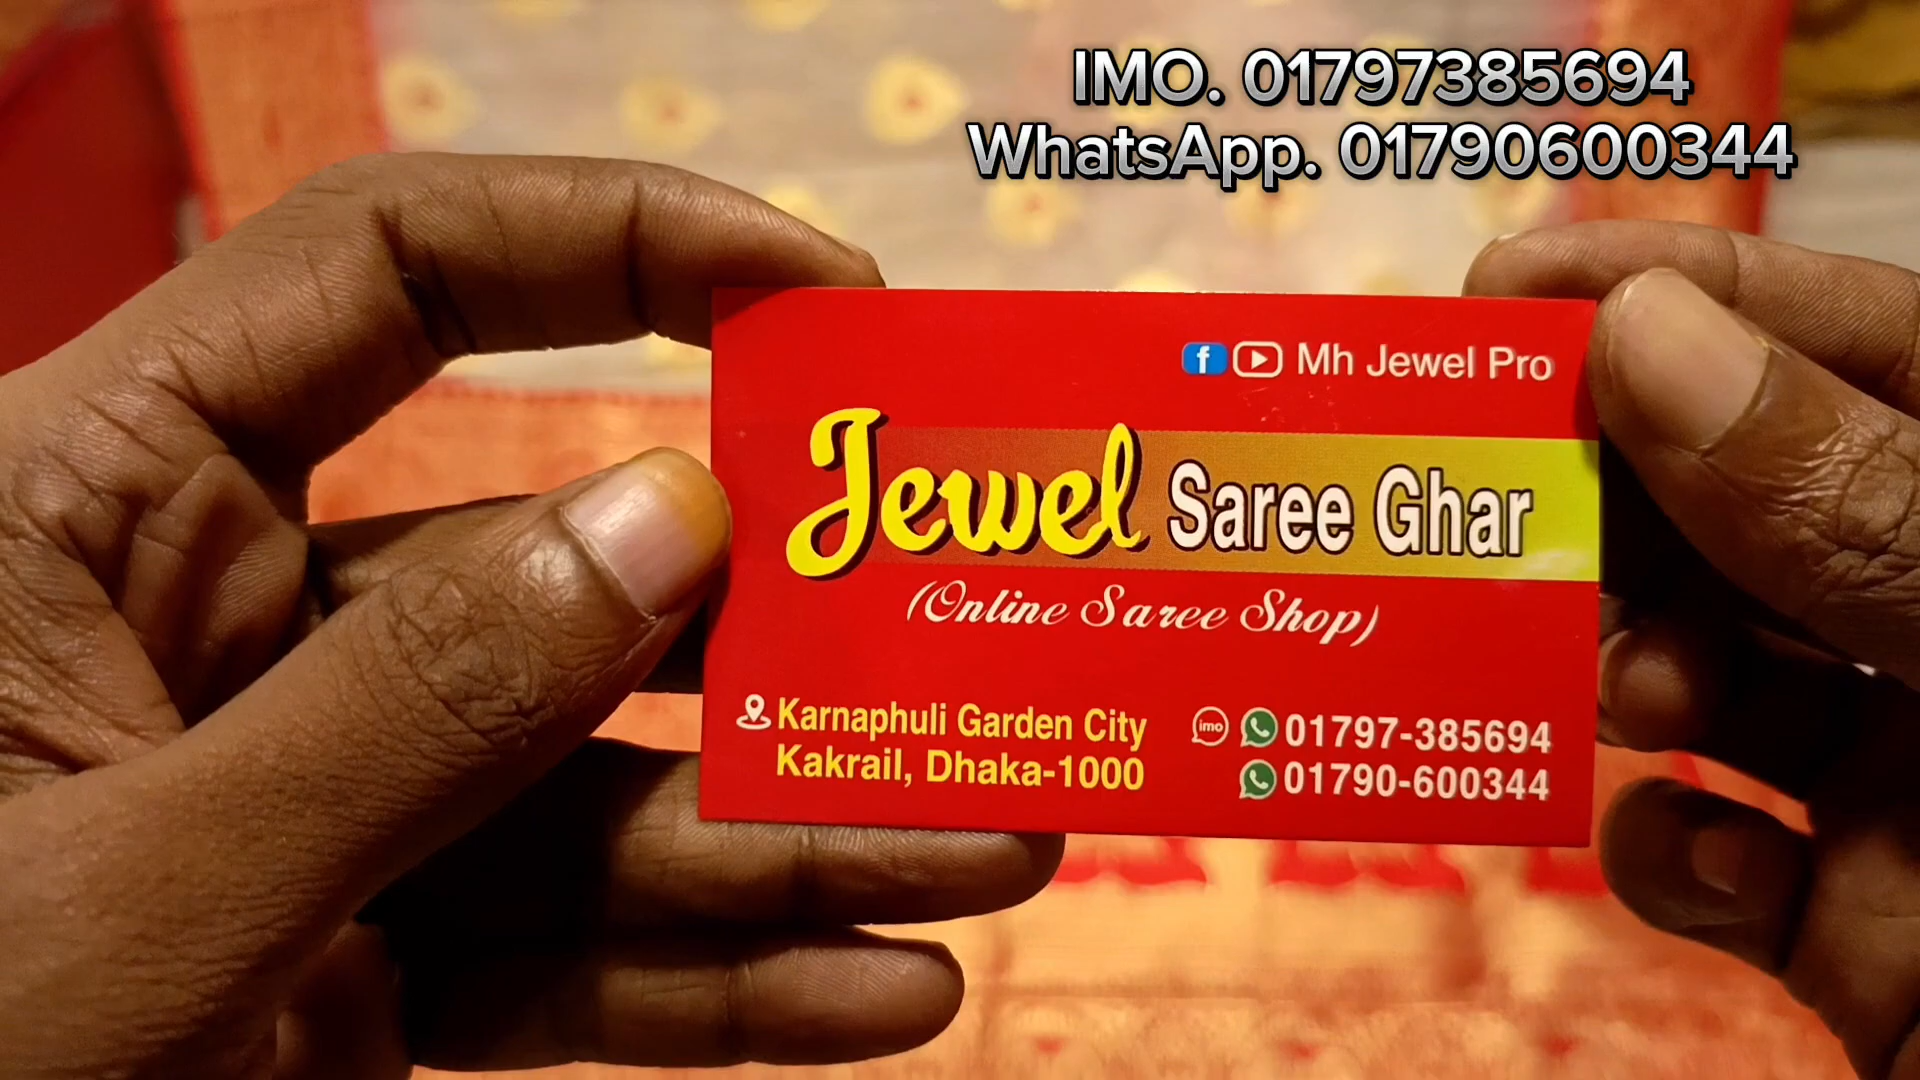 IMO. 01797385694
WhatsApp. 01790600344
Mh Jewel Pro
Jewel Saree Ghar
(Online Saree Shop)
Karnaphuli Garden City
Kakrail, Dhaka-1000
imo 01797-385694
01790-600344